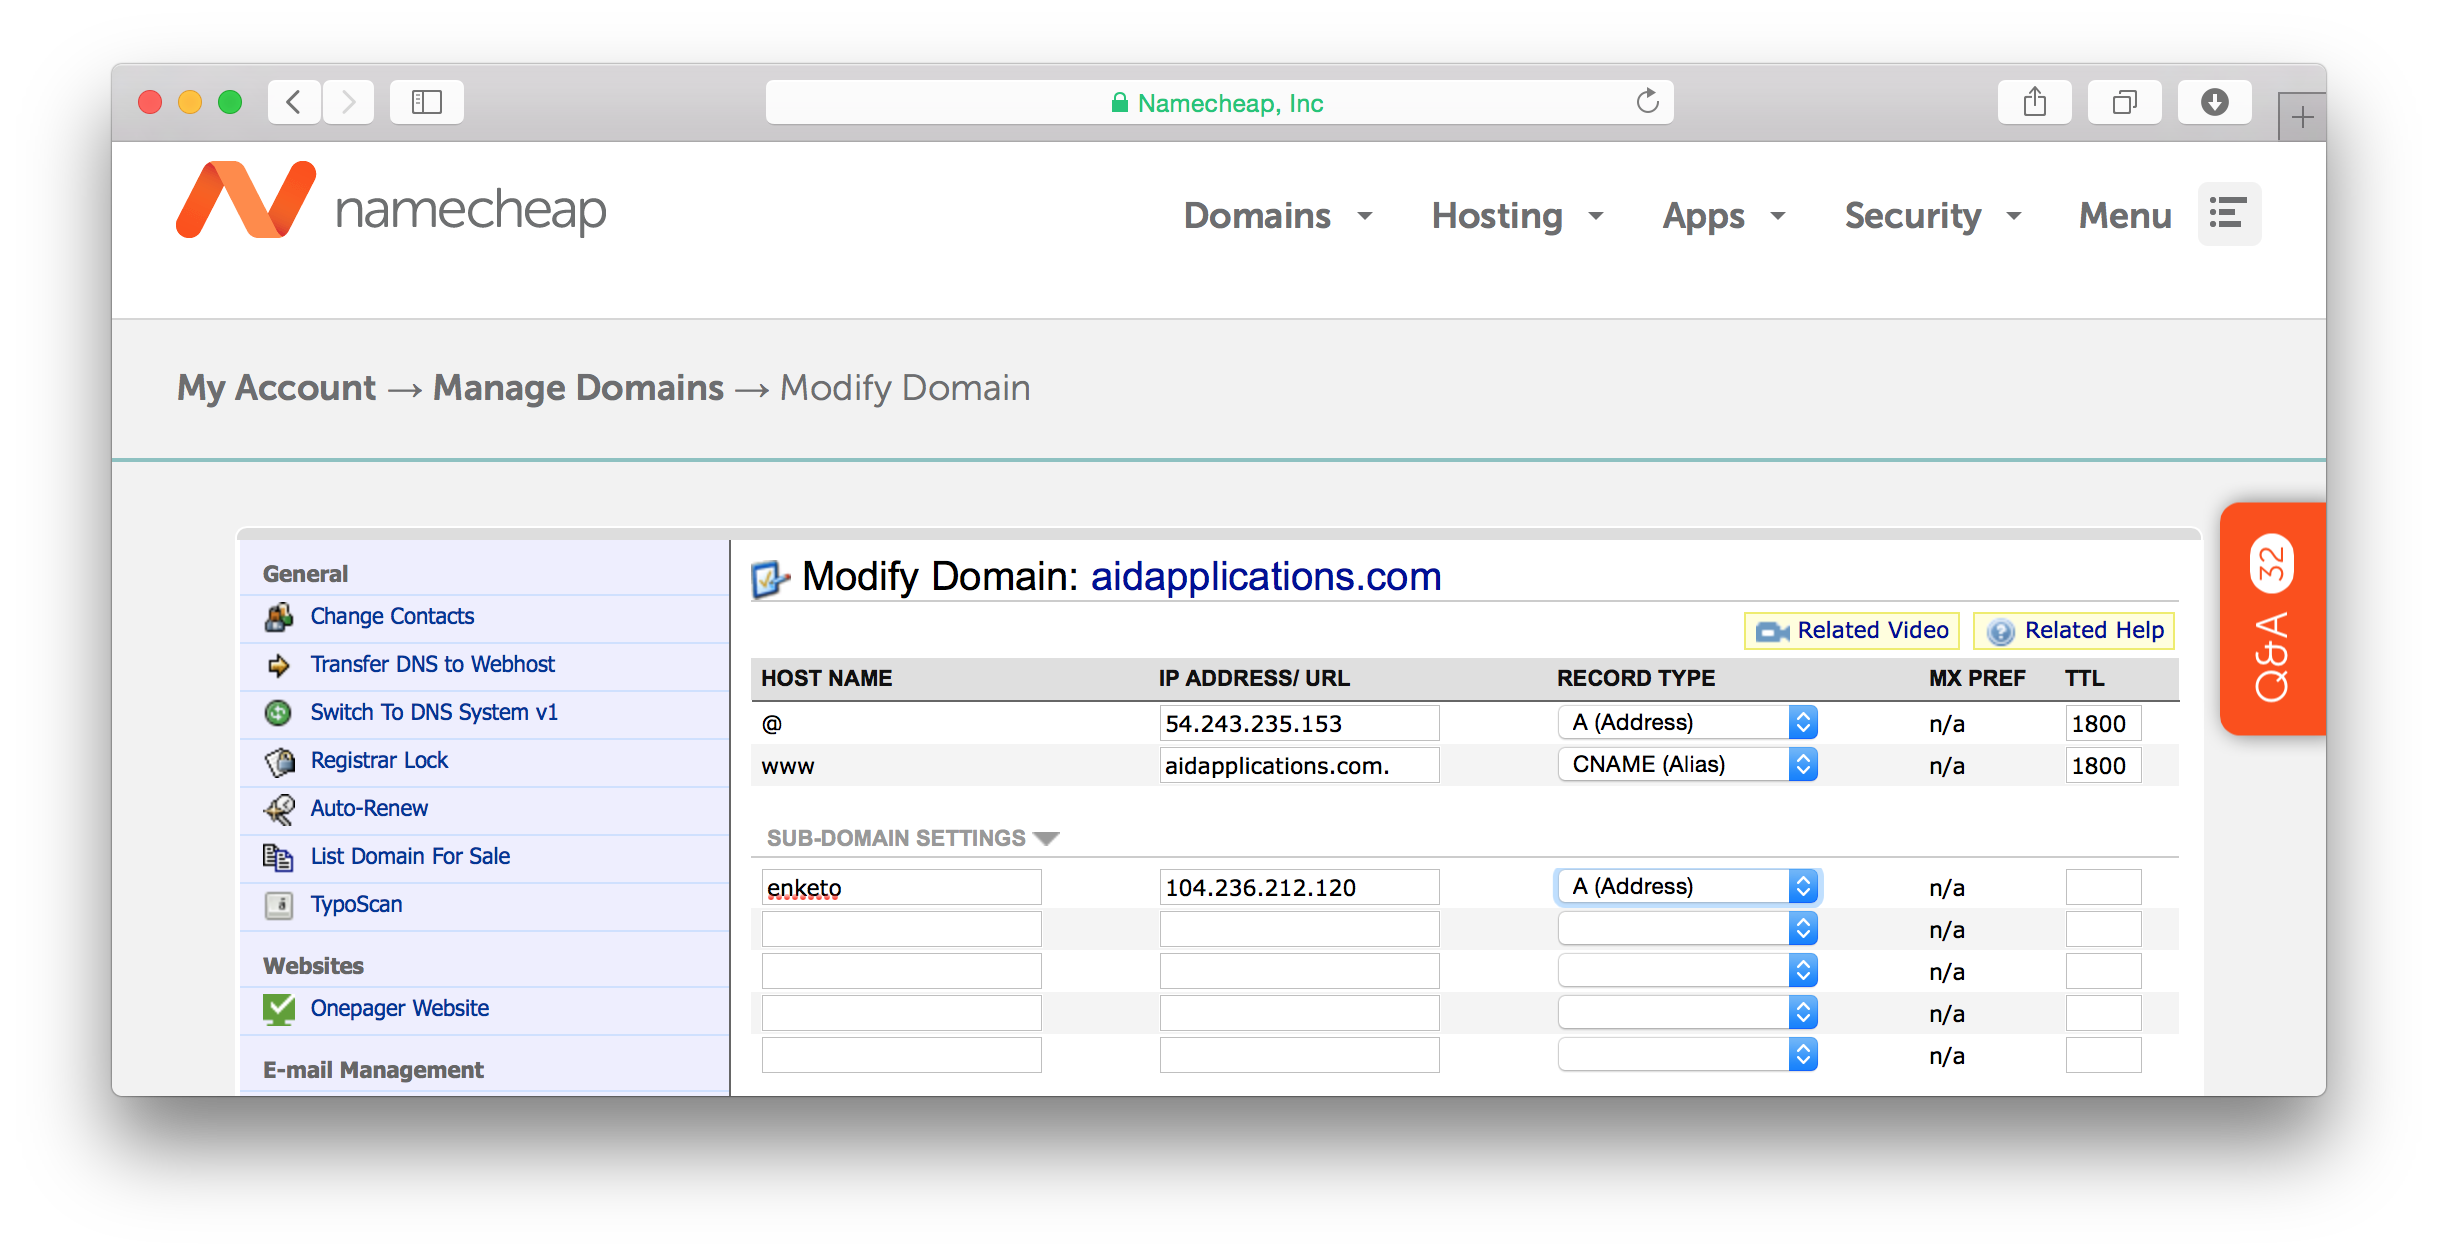 Namecheap, Inc
namecheap
Domains Hosting Apps Security Menu
My Account → Manage Domains → Modify Domain
General
Change Contacts
Transfer DNS to Webhost
Switch To DNS System v1
Registrar Lock
Auto-Renew
List Domain For Sale
TypoScan
Websites
Onepager Website
E-mail Management
Modify Domain: aidapplications.com
Related Video Related Help
HOST NAME IP ADDRESS/ URL RECORD TYPE MX PREF TTL
@ 54.243.235.153 A (Address) n/a 1800
www aidapplications.com. CNAME (Alias) n/a 1800
SUB-DOMAIN SETTINGS
enketo 104.236.212.120 A (Address) n/a
n/a
n/a
n/a
n/a
Q&A 32